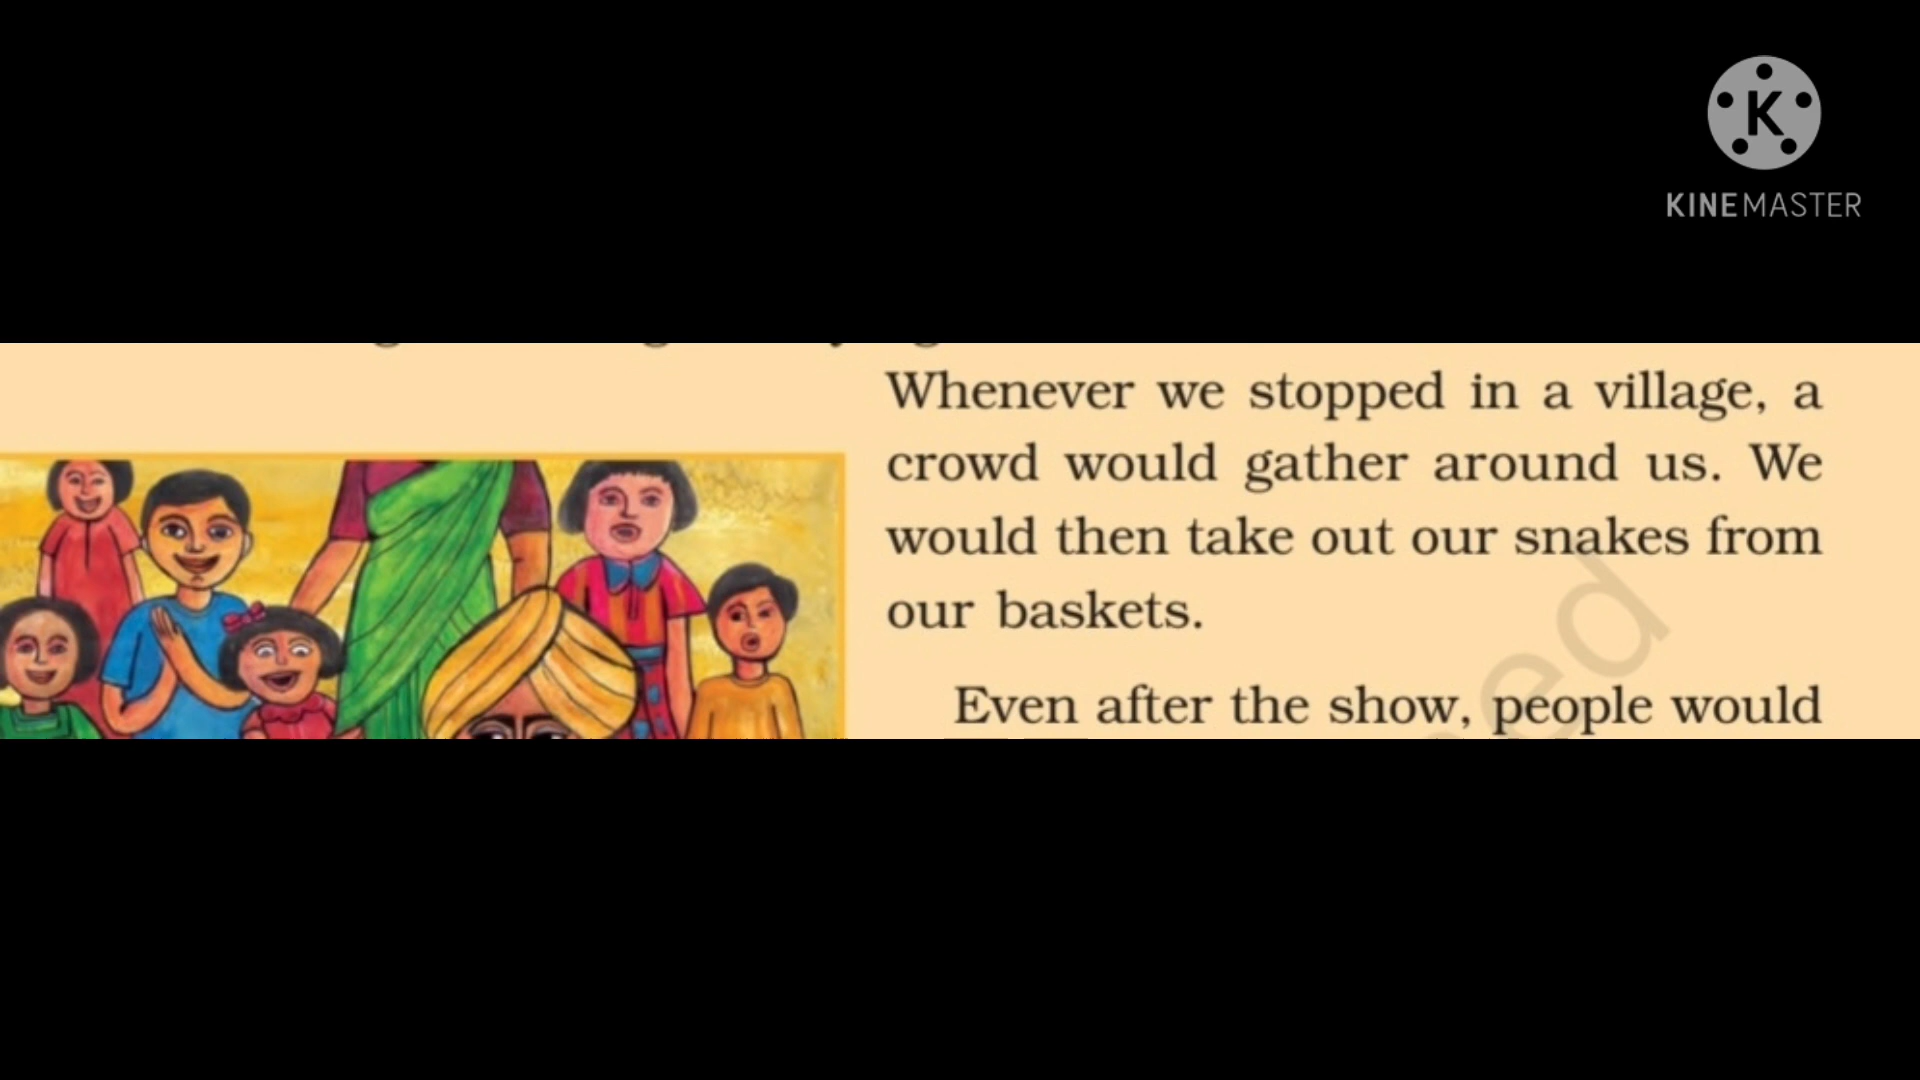 KINEMASTER
Whenever we stopped in a village, a
crowd would gather around us. We
would then take out our snakes from
our baskets.
Even after the show, people would